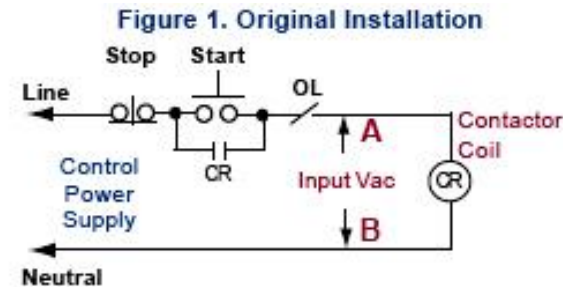 Figure 1. Original Installation
Stop
Start
OL
Line
A
Contactor
Coil
CR
Control
Power
Supply
Input Vac
CR
B
Neutral